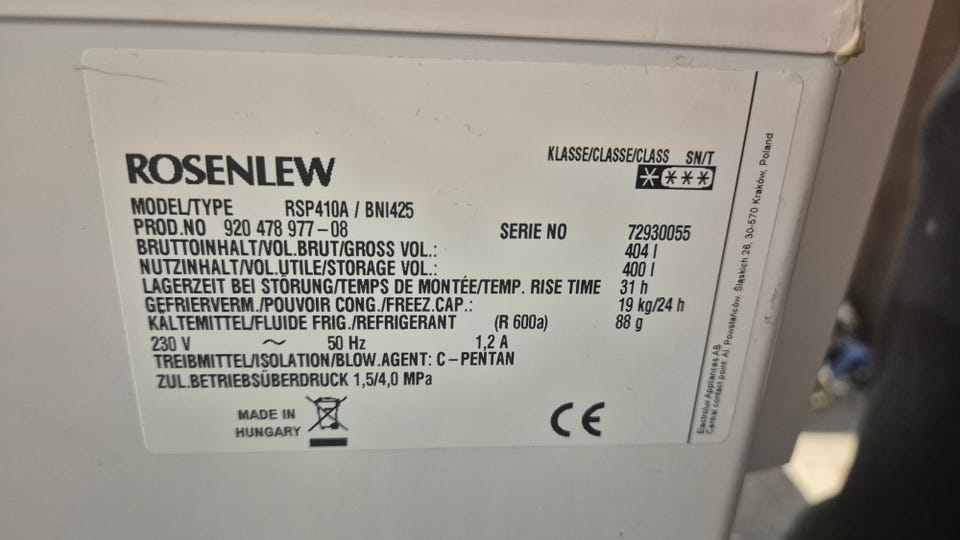 ROSENLEW
KLASSE/CLASSE/CLASS SN/T
MODEL/TYPE RSP410A / BNI425
PROD.NO 920 478 977-08
SERIE NO 72930055
BRUTTOINHALT/VOL.BRUT/GROSS VOL.: 404 l
NUTZINHALT/VOL.UTILE/STORAGE VOL.: 400 l
LAGERZEIT BEI STÖRUNG/TEMPS DE MONTÉE/TEMP. RISE TIME 31 h
GEFRIERVERM./POUVOIR CONG./FREEZ.CAP.: 19 kg/24 h
KÄLTEMITTEL/FLUIDE FRIG./REFRIGERANT (R 600a) 88 g
230 V ~ 50 Hz 1,2 A
TREIBMITTEL/ISOLATION/BLOW.AGENT: C-PENTAN
ZUL.BETRIEBSÜBERDRUCK 1,5/4,0 MPa
MADE IN
HUNGARY
CE
Electrolux Appliances AB
Central contact point: Al. Powstańców Śląskich 26, 30-570 Kraków, Poland